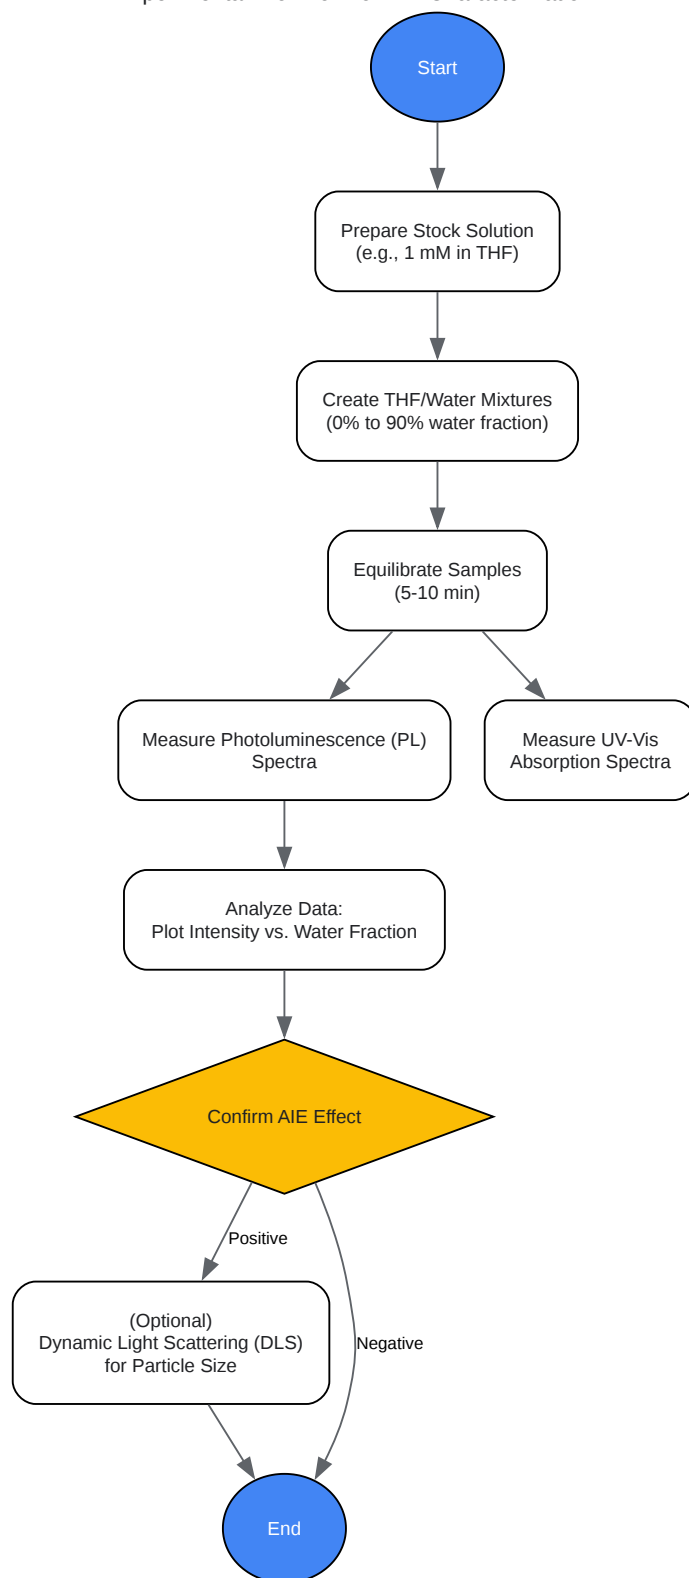 Start
Prepare Stock Solution
(e.g., 1 mM in THF)
Create THF/Water Mixtures
(0% to 90% water fraction)
Equilibrate Samples
(5-10 min)
Measure Photoluminescence (PL)
Spectra
Measure UV-Vis
Absorption Spectra
Analyze Data:
Plot Intensity vs. Water Fraction
Confirm AIE Effect
Positive
(Optional)
Dynamic Light Scattering (DLS)
for Particle Size
Negative
End